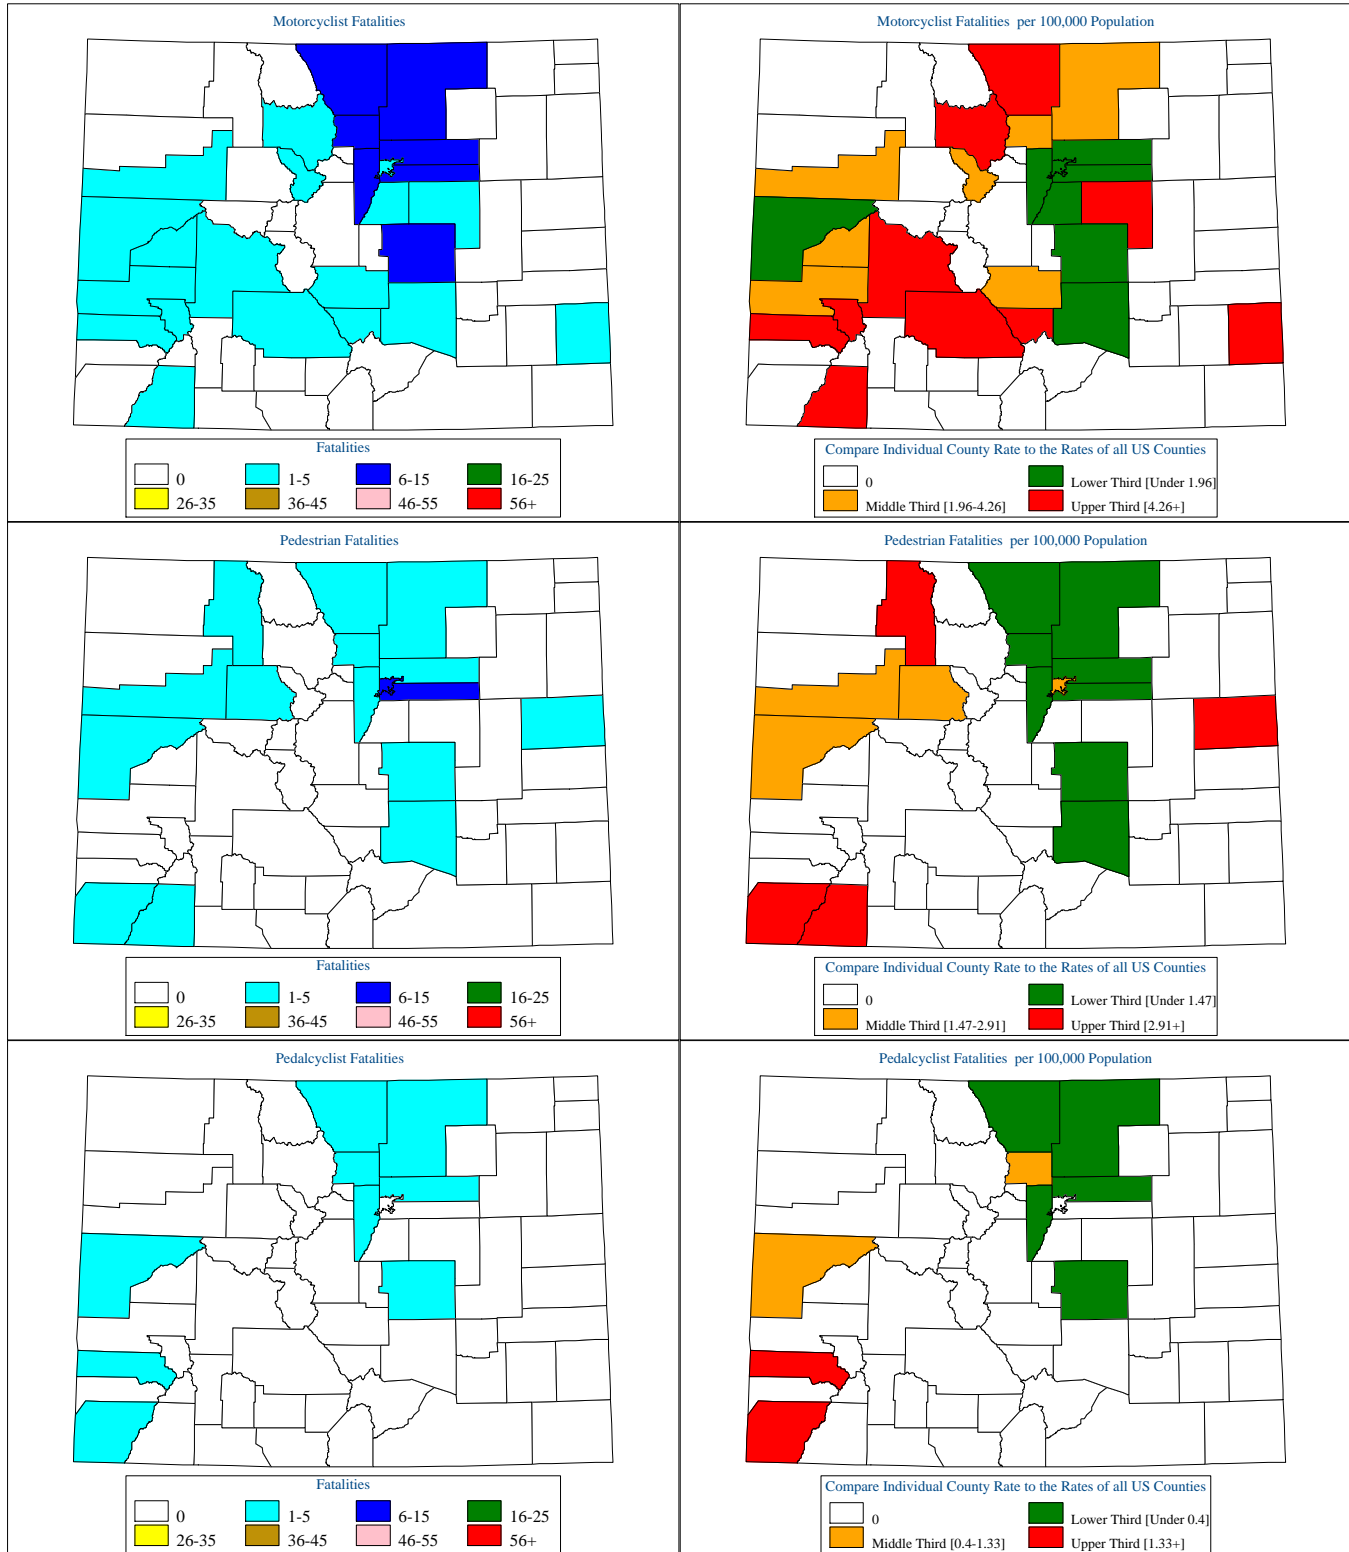 Motorcyclist Fatalities
Fatalities
0 1-5 6-15 16-25
26-35 36-45 46-55 56+
Motorcyclist Fatalities per 100,000 Population
Compare Individual County Rate to the Rates of all US Counties
0 Lower Third [Under 1.96]
Middle Third [1.96-4.26] Upper Third [4.26+]
Pedestrian Fatalities
Fatalities
0 1-5 6-15 16-25
26-35 36-45 46-55 56+
Pedestrian Fatalities per 100,000 Population
Compare Individual County Rate to the Rates of all US Counties
0 Lower Third [Under 1.47]
Middle Third [1.47-2.91] Upper Third [2.91+]
Pedalcyclist Fatalities
Fatalities
0 1-5 6-15 16-25
26-35 36-45 46-55 56+
Pedalcyclist Fatalities per 100,000 Population
Compare Individual County Rate to the Rates of all US Counties
0 Lower Third [Under 0.4]
Middle Third [0.4-1.33] Upper Third [1.33+]